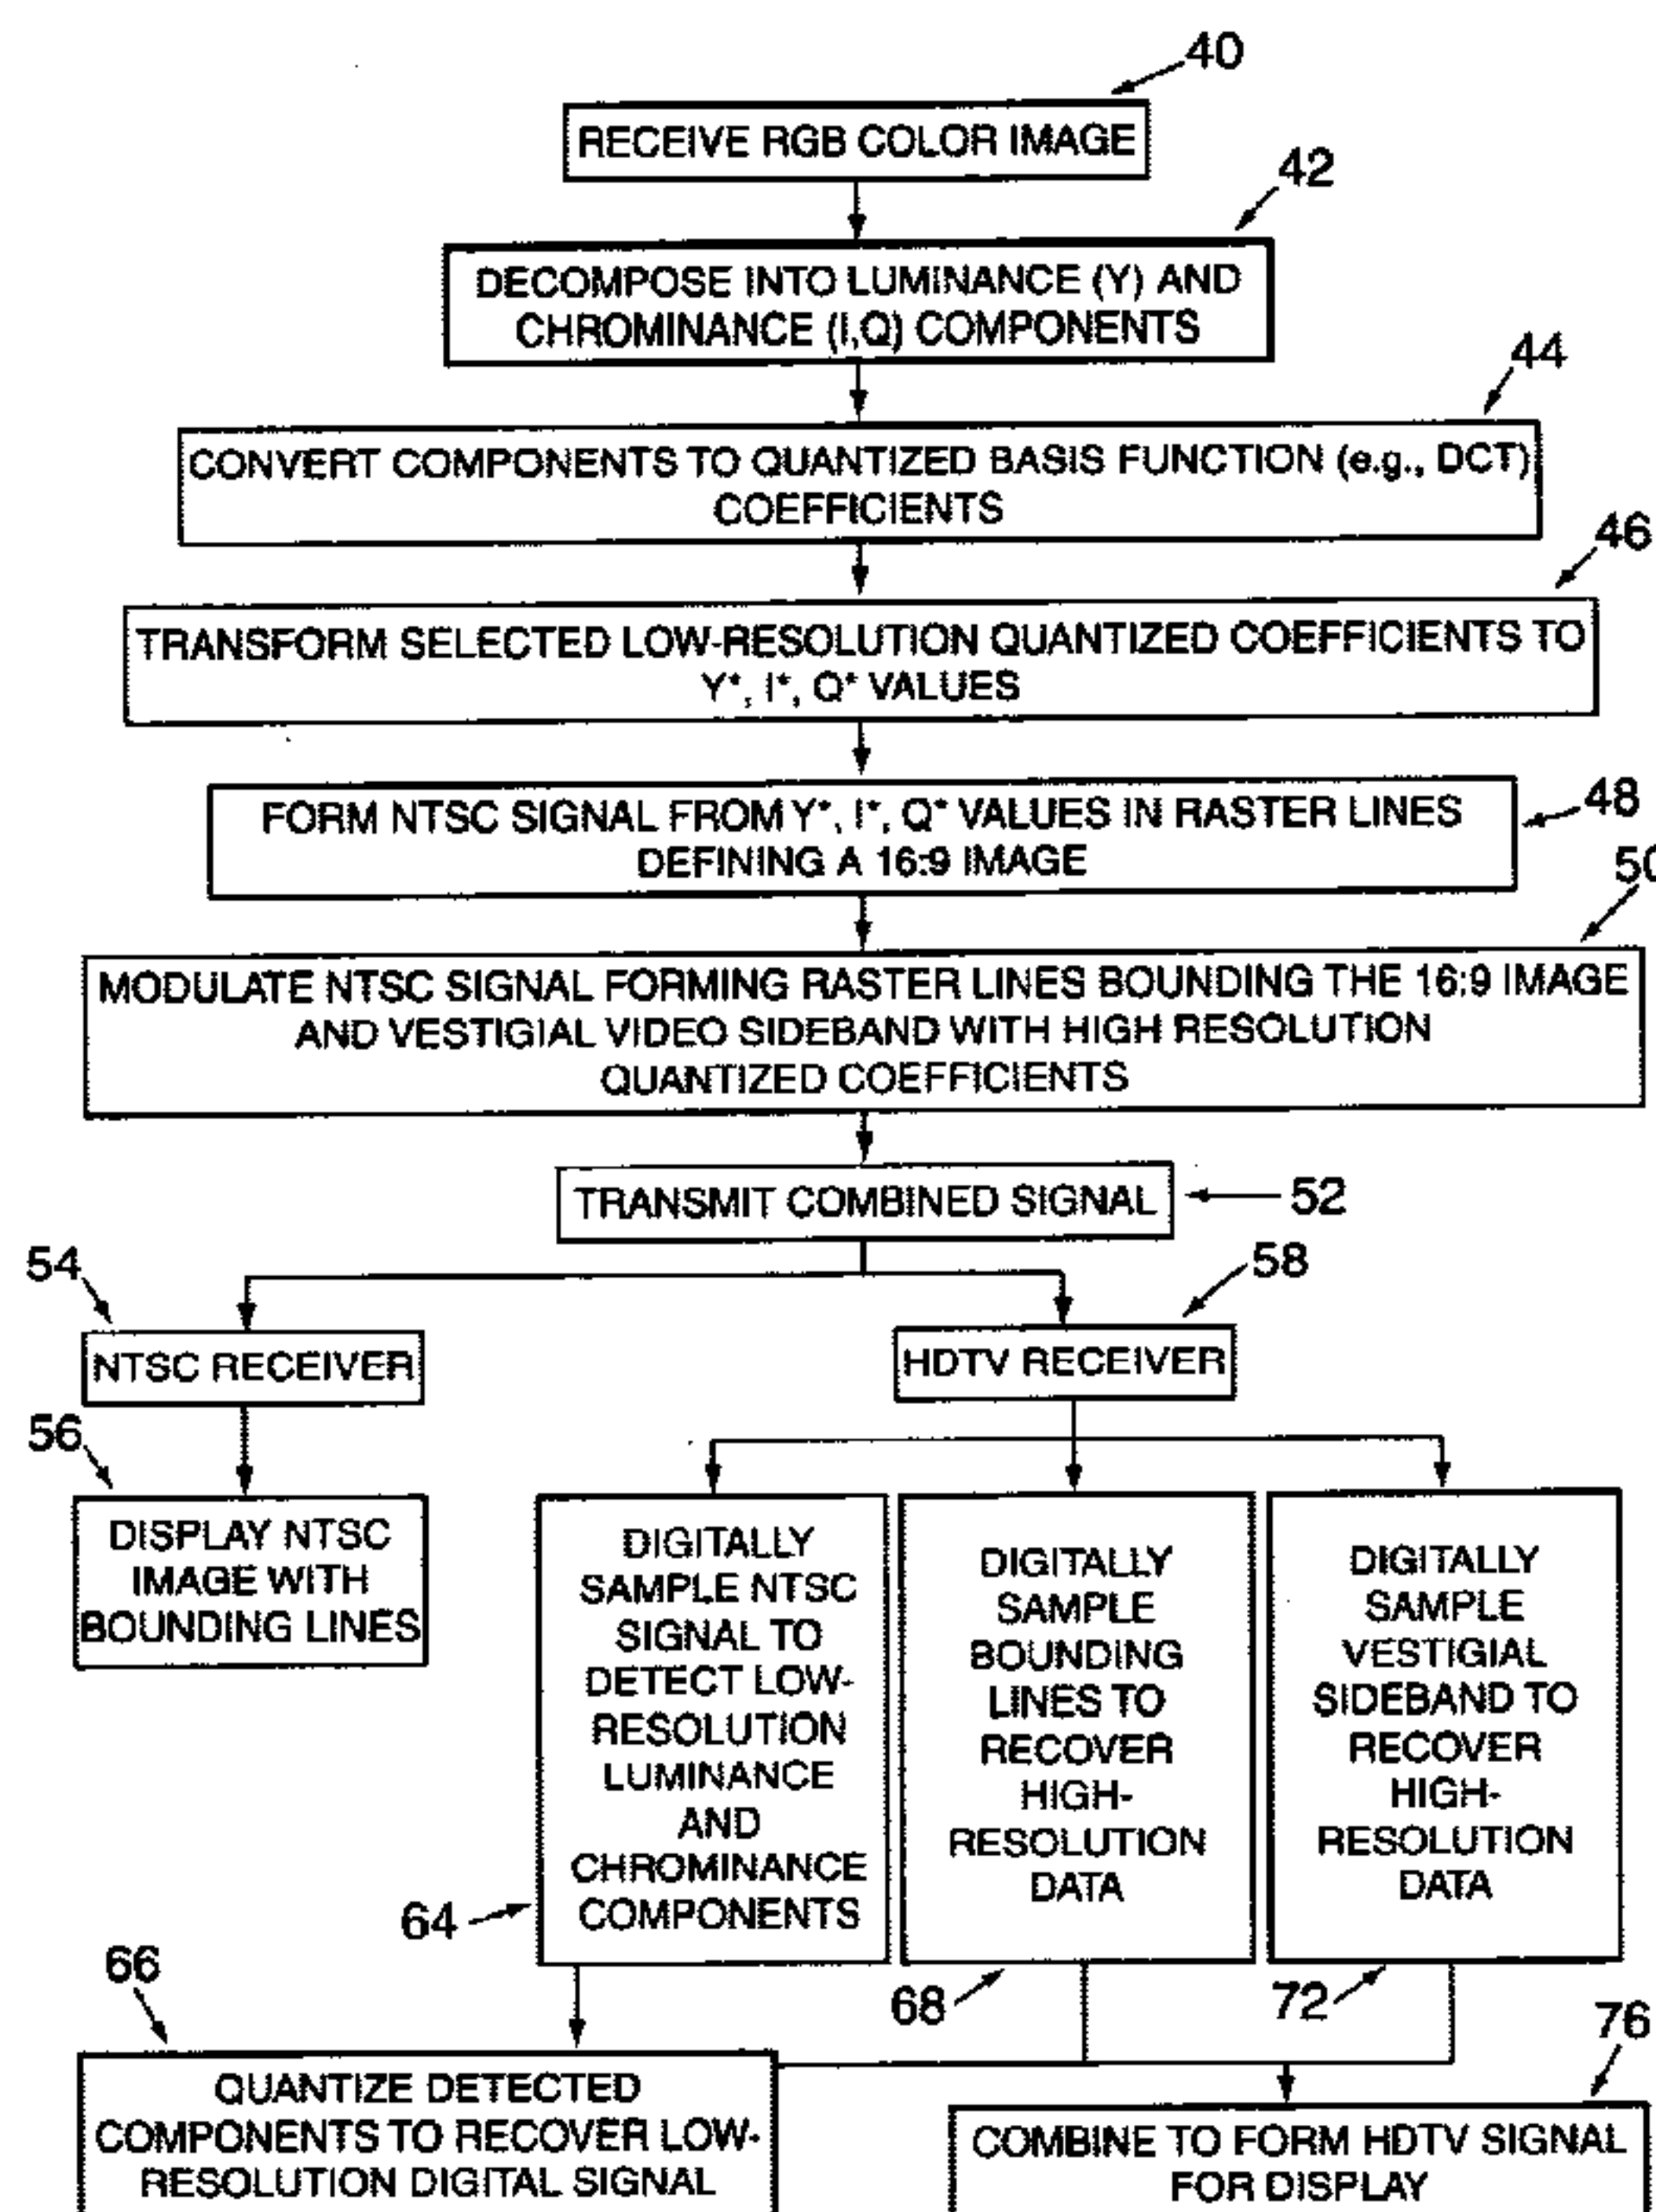 40
RECEIVE RGB COLOR IMAGE
42
DECOMPOSE INTO LUMINANCE (Y) AND
CHROMINANCE (I,Q) COMPONENTS
44
CONVERT COMPONENTS TO QUANTIZED BASIS FUNCTION (e.g., DCT)
COEFFICIENTS
46
TRANSFORM SELECTED LOW-RESOLUTION QUANTIZED COEFFICIENTS TO
Y*, I*, Q* VALUES
FORM NTSC SIGNAL FROM Y*, I*, Q* VALUES IN RASTER LINES
DEFINING A 16:9 IMAGE
48
50
MODULATE NTSC SIGNAL FORMING RASTER LINES BOUNDING THE 16:9 IMAGE
AND VESTIGIAL VIDEO SIDEBAND WITH HIGH RESOLUTION
QUANTIZED COEFFICIENTS
TRANSMIT COMBINED SIGNAL
52
54
NTSC RECEIVER
58
HDTV RECEIVER
56
DISPLAY NTSC
IMAGE WITH
BOUNDING LINES
DIGITALLY
SAMPLE NTSC
SIGNAL TO
DETECT LOW-
RESOLUTION
LUMINANCE
AND
CHROMINANCE
COMPONENTS
64
DIGITALLY
SAMPLE
BOUNDING
LINES TO
RECOVER
HIGH-
RESOLUTION
DATA
68
DIGITALLY
SAMPLE
VESTIGIAL
SIDEBAND TO
RECOVER
HIGH-
RESOLUTION
DATA
72
66
QUANTIZE DETECTED
COMPONENTS TO RECOVER LOW-
RESOLUTION DIGITAL SIGNAL
76
COMBINE TO FORM HDTV SIGNAL
FOR DISPLAY